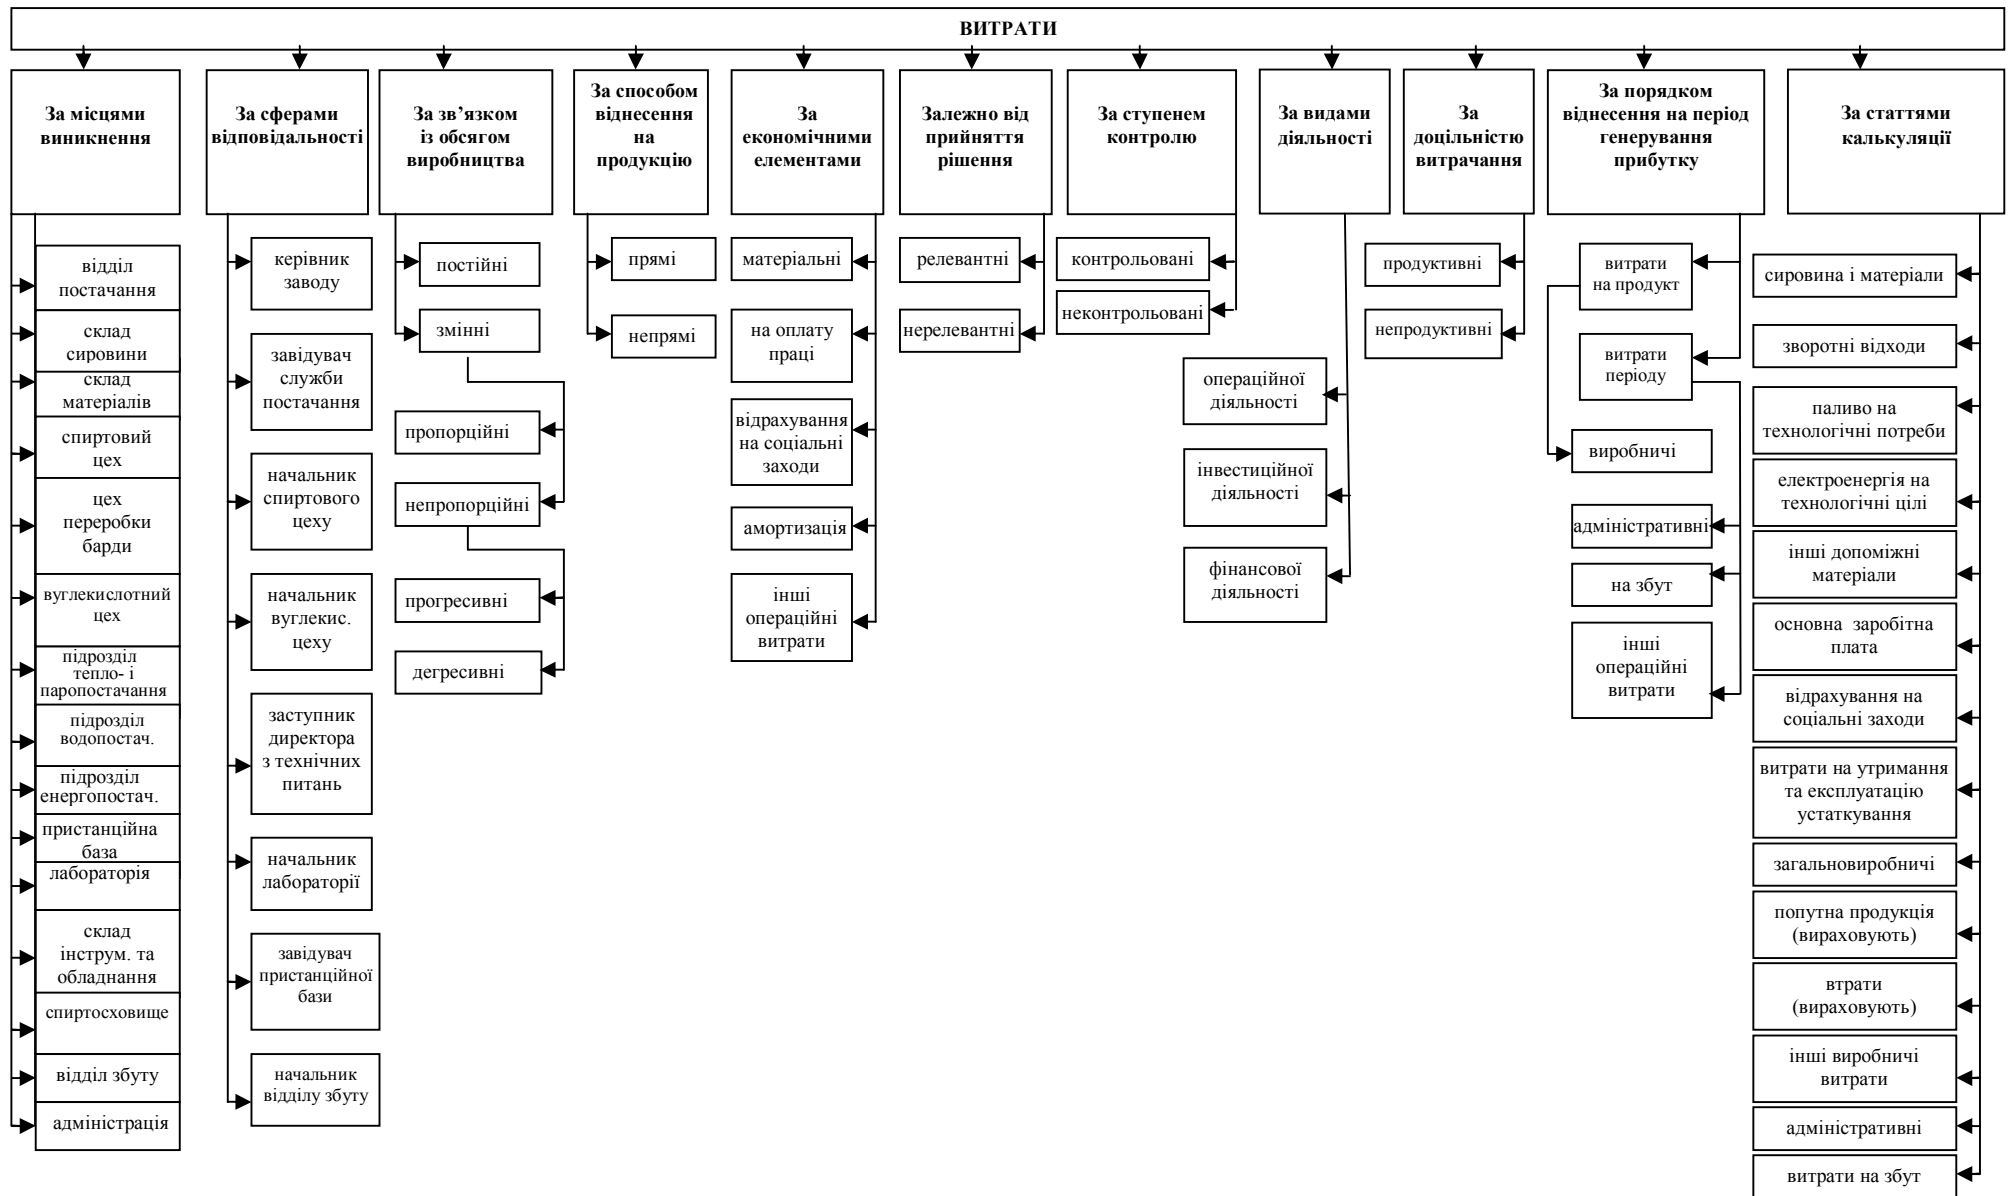 ВИТРАТИ
За місцями
виникнення
відділ
постачання
склад
сировини
склад
матеріалів
спиртовий
цех
цех
переробки
барди
вуглекислотний
цех
підрозділ
тепло- і
паропостачання
підрозділ
водопостач.
підрозділ
енергопостач.
пристанційна
база
лабораторія
склад
інструм. та
обладнання
спиртосховище
відділ збуту
адміністрація
За сферами
відповідальності
керівник
заводу
завідувач
служби
постачання
начальник
спиртового
цеху
начальник
вуглекис.
цеху
заступник
директора
з технічних
питань
начальник
лабораторії
завідувач
пристанційної
бази
начальник
відділу збуту
За зв’язком
із обсягом
виробництва
постійні
змінні
пропорційні
непропорційні
прогресивні
дегресивні
За способом
віднесення
на
продукцію
прямі
непрямі
За
економічними
елементами
матеріальні
на оплату
праці
відрахування
на соціальні
заходи
амортизація
інші
операційні
витрати
Залежно від
прийняття
рішення
релевантні
нерелевантні
За ступенем
контролю
контрольовані
неконтрольовані
За видами
діяльності
операційної
діяльності
інвестиційної
діяльності
фінансової
діяльності
За
доцільністю
витрачання
продуктивні
непродуктивні
За порядком
віднесення на період
генерування
прибутку
витрати
на продукт
витрати
періоду
виробничі
адміністративні
на збут
інші
операційні
витрати
За статтями
калькуляції
сировина і матеріали
зворотні відходи
паливо на
технологічні потреби
електроенергія на
технологічні цілі
інші допоміжні
матеріали
основна заробітна
плата
відрахування на
соціальні заходи
витрати на утримання
та експлуатацію
устаткування
загальновиробничі
попутна продукція
(вираховують)
втрати
(вираховують)
інші виробничі
витрати
адміністративні
витрати на збут